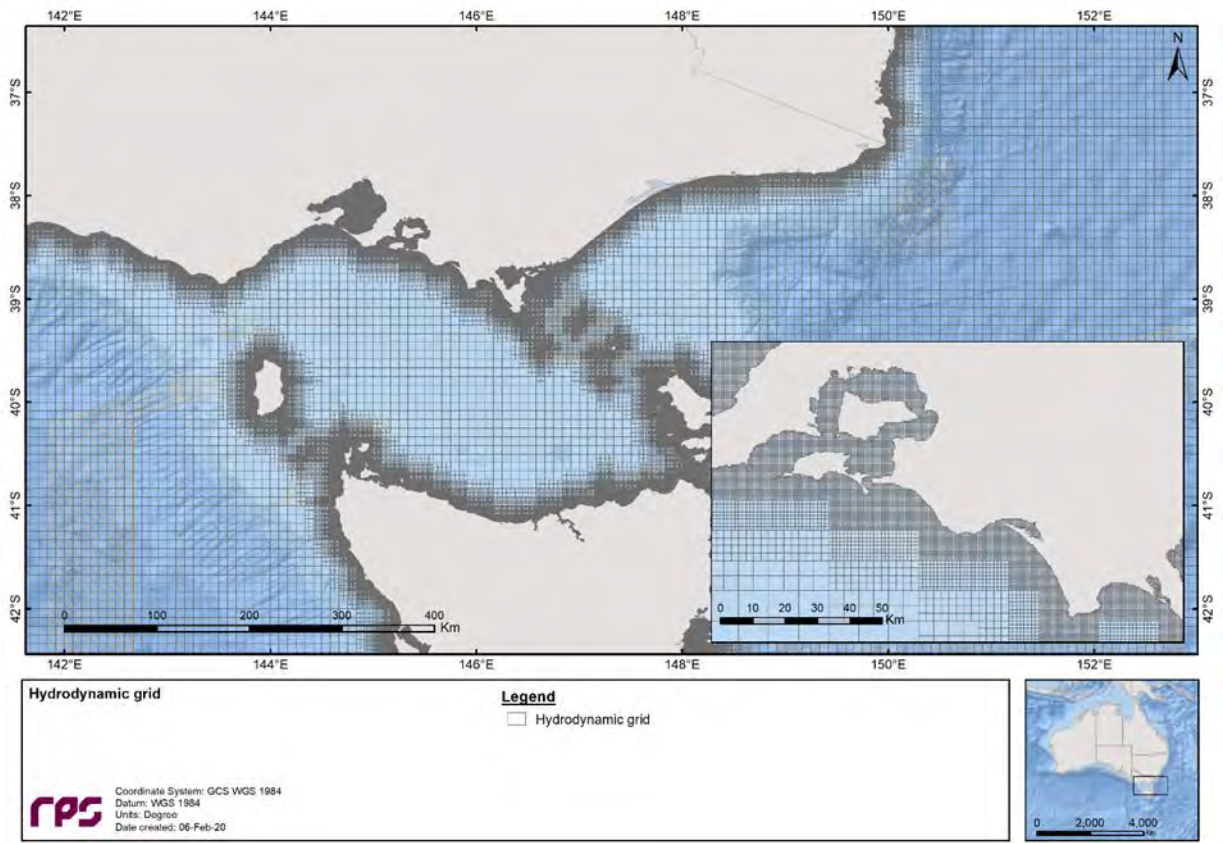 142°E 144°E 146°E 148°E 150°E 152°E
N
37°S 37°S
38°S 38°S
39°S 39°S
40°S 40°S
41°S 41°S
42°S 42°S
0 100 200 300 400
Km
0 10 20 30 40 50
Km
142°E 144°E 146°E 148°E 150°E 152°E
Hydrodynamic grid
Legend
Hydrodynamic grid
rps
Coordinate System: GCS WGS 1984
Datum: WGS 1984
Units: Degree
Date created: 06-Feb-20
0 2,000 4,000
Km